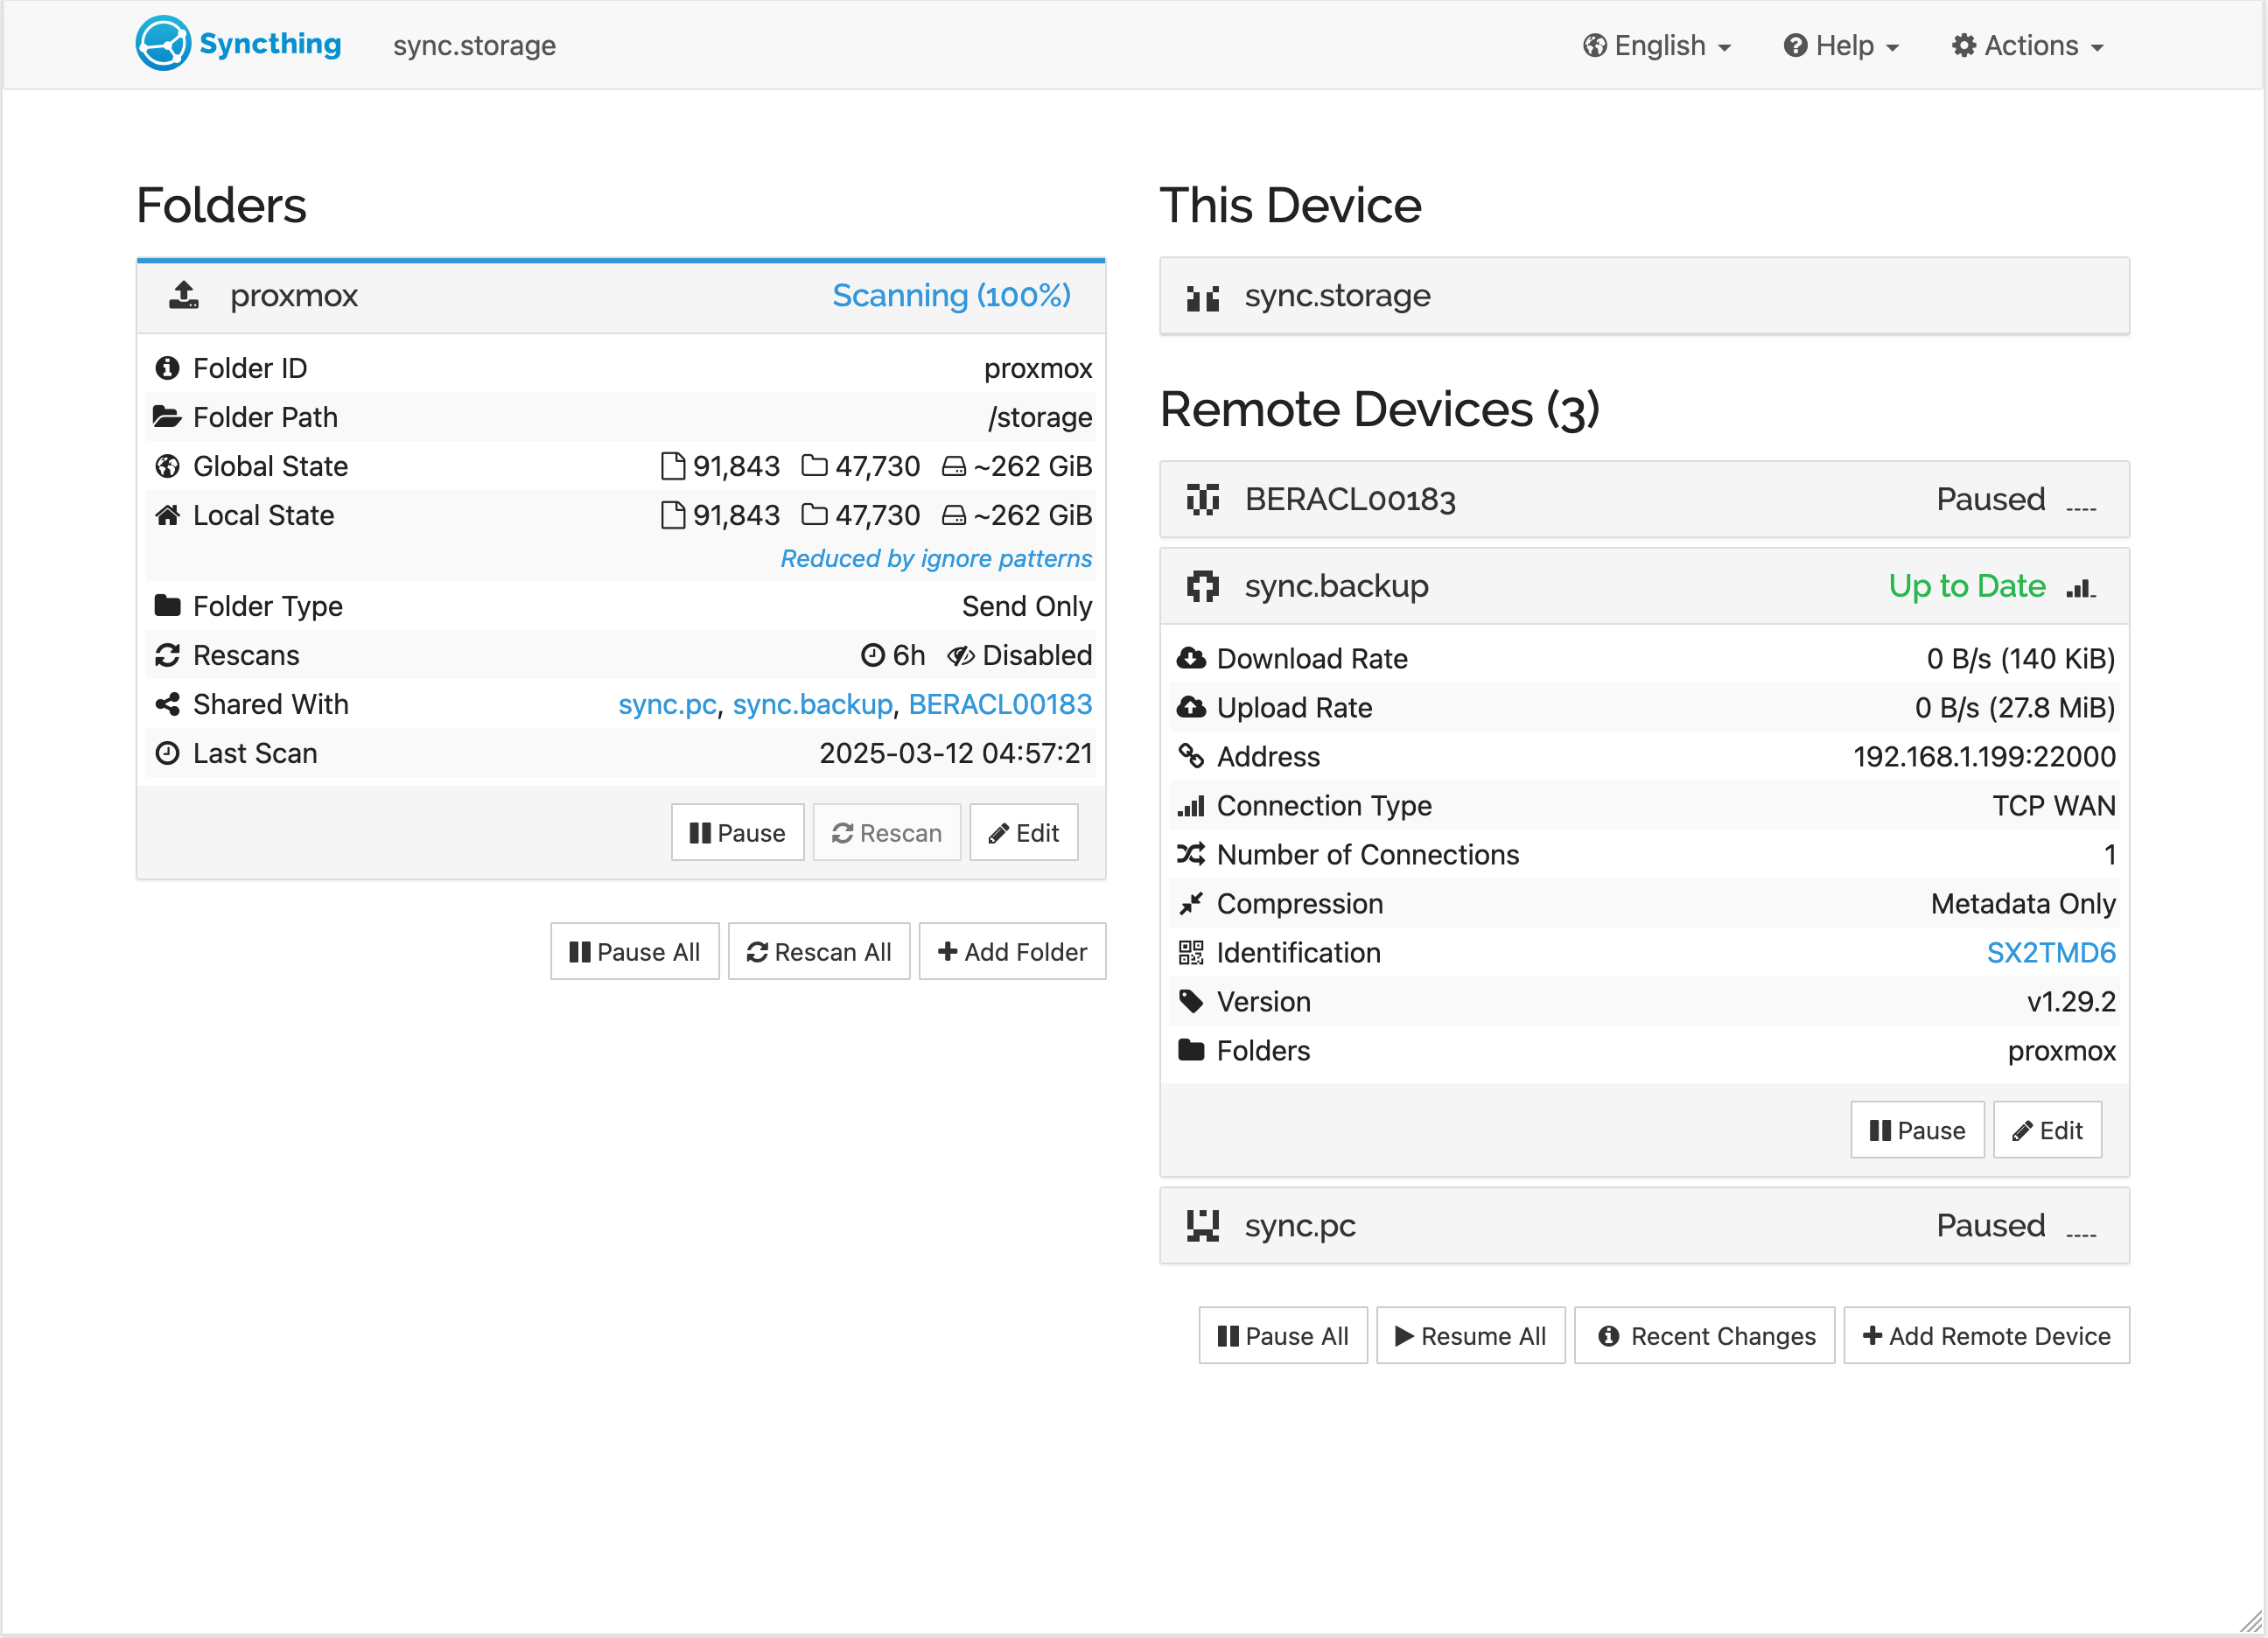 Syncthing sync.storage English Help Actions
Folders
proxmox Scanning (100%)
Folder ID proxmox
Folder Path /storage
Global State 91,843 47,730 ~262 GiB
Local State 91,843 47,730 ~262 GiB
Reduced by ignore patterns
Folder Type Send Only
Rescans 6h Disabled
Shared With sync.pc, sync.backup, BERACL00183
Last Scan 2025-03-12 04:57:21
Pause Rescan Edit
Pause All Rescan All Add Folder
This Device
sync.storage
Remote Devices (3)
BERACL00183 Paused
sync.backup Up to Date
Download Rate 0 B/s (140 KiB)
Upload Rate 0 B/s (27.8 MiB)
Address 192.168.1.199:22000
Connection Type TCP WAN
Number of Connections 1
Compression Metadata Only
Identification SX2TMD6
Version v1.29.2
Folders proxmox
Pause Edit
sync.pc Paused
Pause All Resume All Recent Changes Add Remote Device